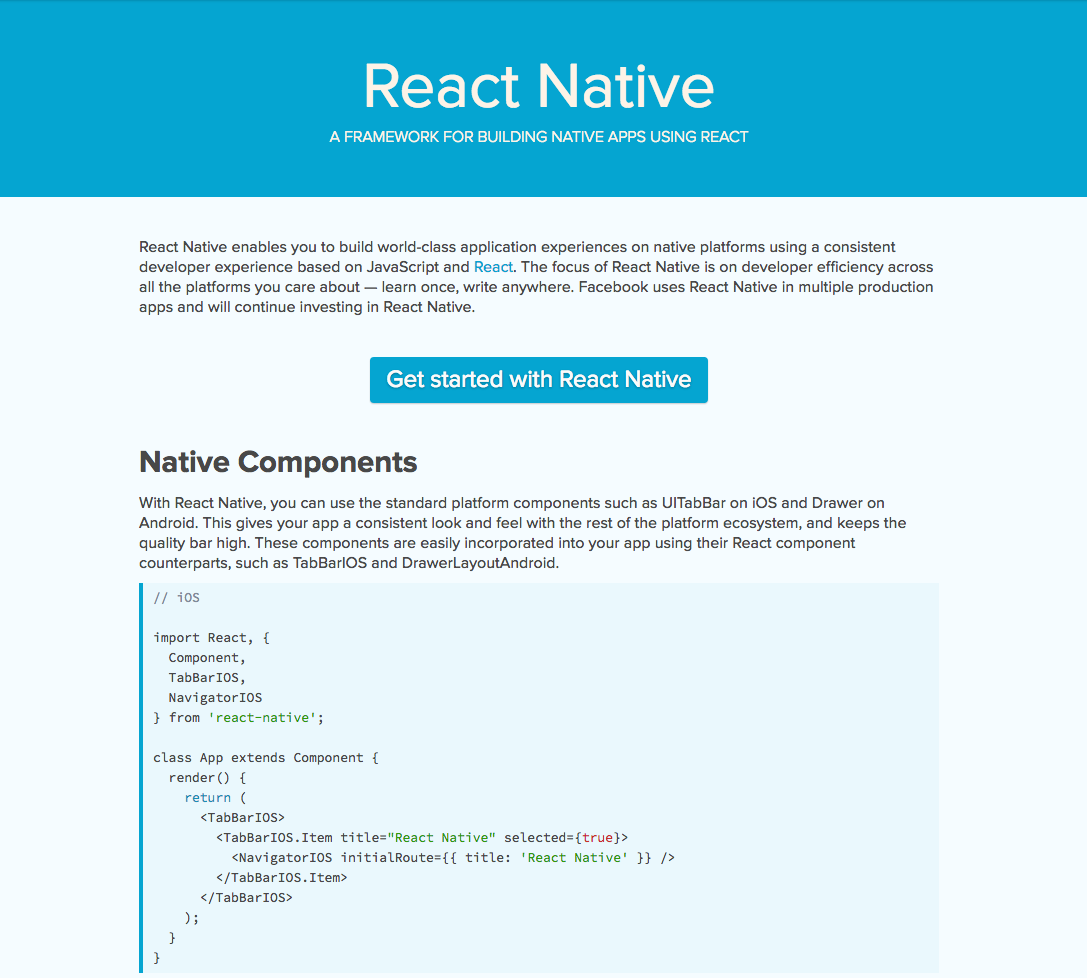 React Native
A FRAMEWORK FOR BUILDING NATIVE APPS USING REACT
React Native enables you to build world-class application experiences on native platforms using a consistent
developer experience based on JavaScript and React. The focus of React Native is on developer efficiency across
all the platforms you care about — learn once, write anywhere. Facebook uses React Native in multiple production
apps and will continue investing in React Native.
Get started with React Native
Native Components
With React Native, you can use the standard platform components such as UITabBar on iOS and Drawer on
Android. This gives your app a consistent look and feel with the rest of the platform ecosystem, and keeps the
quality bar high. These components are easily incorporated into your app using their React component
counterparts, such as TabBarIOS and DrawerLayoutAndroid.
// iOS
import React, {
  Component,
  TabBarIOS,
  NavigatorIOS
} from 'react-native';
class App extends Component {
  render() {
    return (
      <TabBarIOS>
        <TabBarIOS.Item title="React Native" selected={true}>
          <NavigatorIOS initialRoute={{ title: 'React Native' }} />
        </TabBarIOS.Item>
      </TabBarIOS>
    );
  }
}